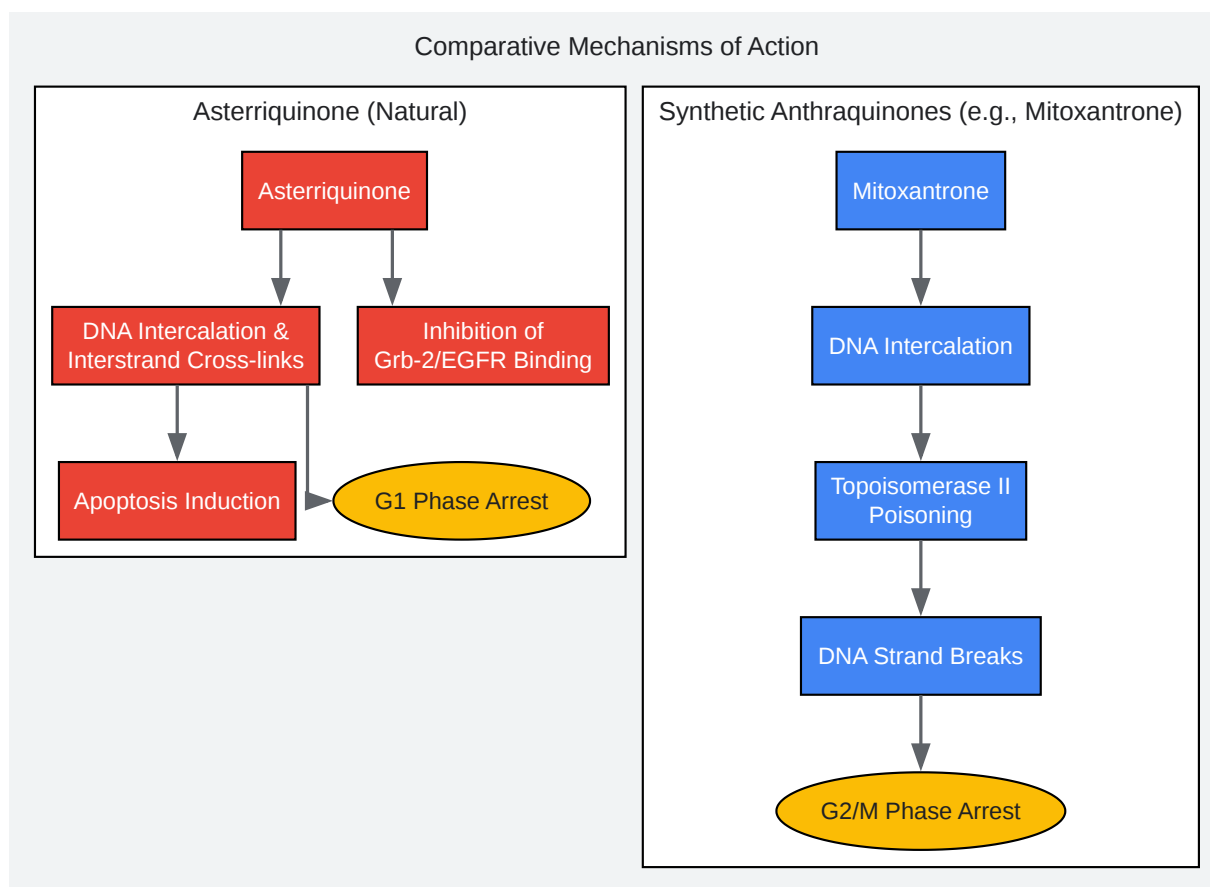 Comparative Mechanisms of Action
Asterriquinone (Natural)
Asterriquinone
DNA Intercalation &
Interstrand Cross-links
Inhibition of
Grb-2/EGFR Binding
Apoptosis Induction
G1 Phase Arrest
Synthetic Anthraquinones (e.g., Mitoxantrone)
Mitoxantrone
DNA Intercalation
Topoisomerase II
Poisoning
DNA Strand Breaks
G2/M Phase Arrest